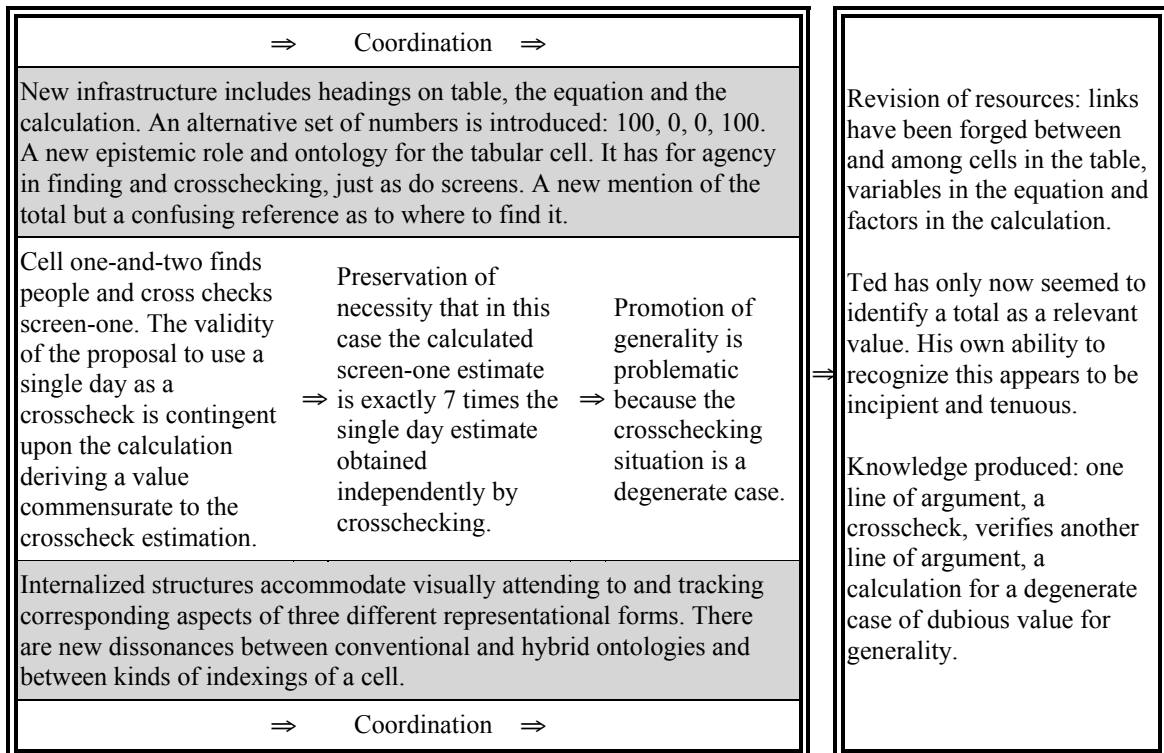 ⇒ Coordination ⇒
New infrastructure includes headings on table, the equation and the
calculation. An alternative set of numbers is introduced: 100, 0, 0, 100.
A new epistemic role and ontology for the tabular cell. It has for agency
in finding and crosschecking, just as do screens. A new mention of the
total but a confusing reference as to where to find it.
Cell one-and-two finds
people and cross checks
screen-one. The validity
of the proposal to use a
single day as a
crosscheck is contingent
upon the calculation
deriving a value
commensurate to the
crosscheck estimation.
⇒
Preservation of
necessity that in this
case the calculated
screen-one estimate
is exactly 7 times the
single day estimate
obtained
independently by
crosschecking.
⇒
Promotion of
generality is
problematic
because the
crosschecking
situation is a
degenerate case.
Internalized structures accommodate visually attending to and tracking
corresponding aspects of three different representational forms. There
are new dissonances between conventional and hybrid ontologies and
between kinds of indexings of a cell.
⇒ Coordination ⇒
⇒
Revision of resources: links
have been forged between
and among cells in the table,
variables in the equation and
factors in the calculation.
Ted has only now seemed to
identify a total as a relevant
value. His own ability to
recognize this appears to be
incipient and tenuous.
Knowledge produced: one
line of argument, a
crosscheck, verifies another
line of argument, a
calculation for a degenerate
case of dubious value for
generality.